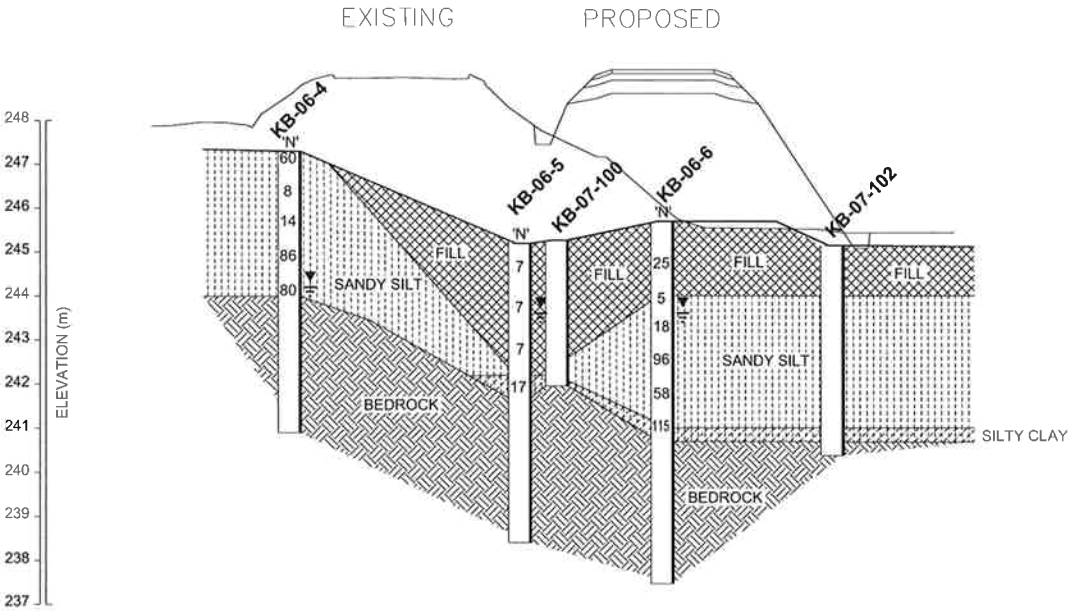 EXISTING PROPOSED
KB-06-4
KB-06-5
KB-07-100
KB-06-6
KB-07-102
ELEVATION (m)
248
247
246
245
244
243
242
241
240
239
238
237
'N'
60
8
14
86
80
'N'
7
7
7
17
'N'
25
5
18
96
58
115
FILL
FILL
FILL
FILL
SANDY SILT
SANDY SILT
BEDROCK
BEDROCK
SILTY CLAY